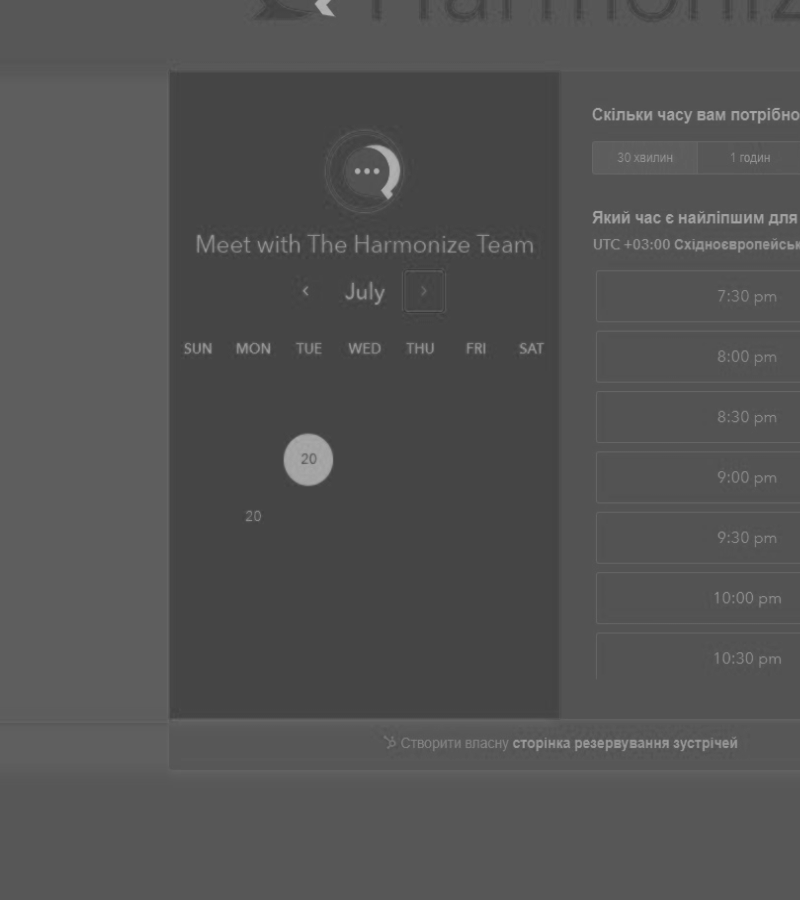 Harmoniz
Meet with The Harmonize Team
July
SUN MON TUE WED THU FRI SAT
20
20
Скільки часу вам потрібно
30 хвилин
1 годин
Який час є найліпшим для
UTC +03:00 Східноєвропейськ
7:30 pm
8:00 pm
8:30 pm
9:00 pm
9:30 pm
10:00 pm
10:30 pm
Створити власну сторінка резервування зустрічей